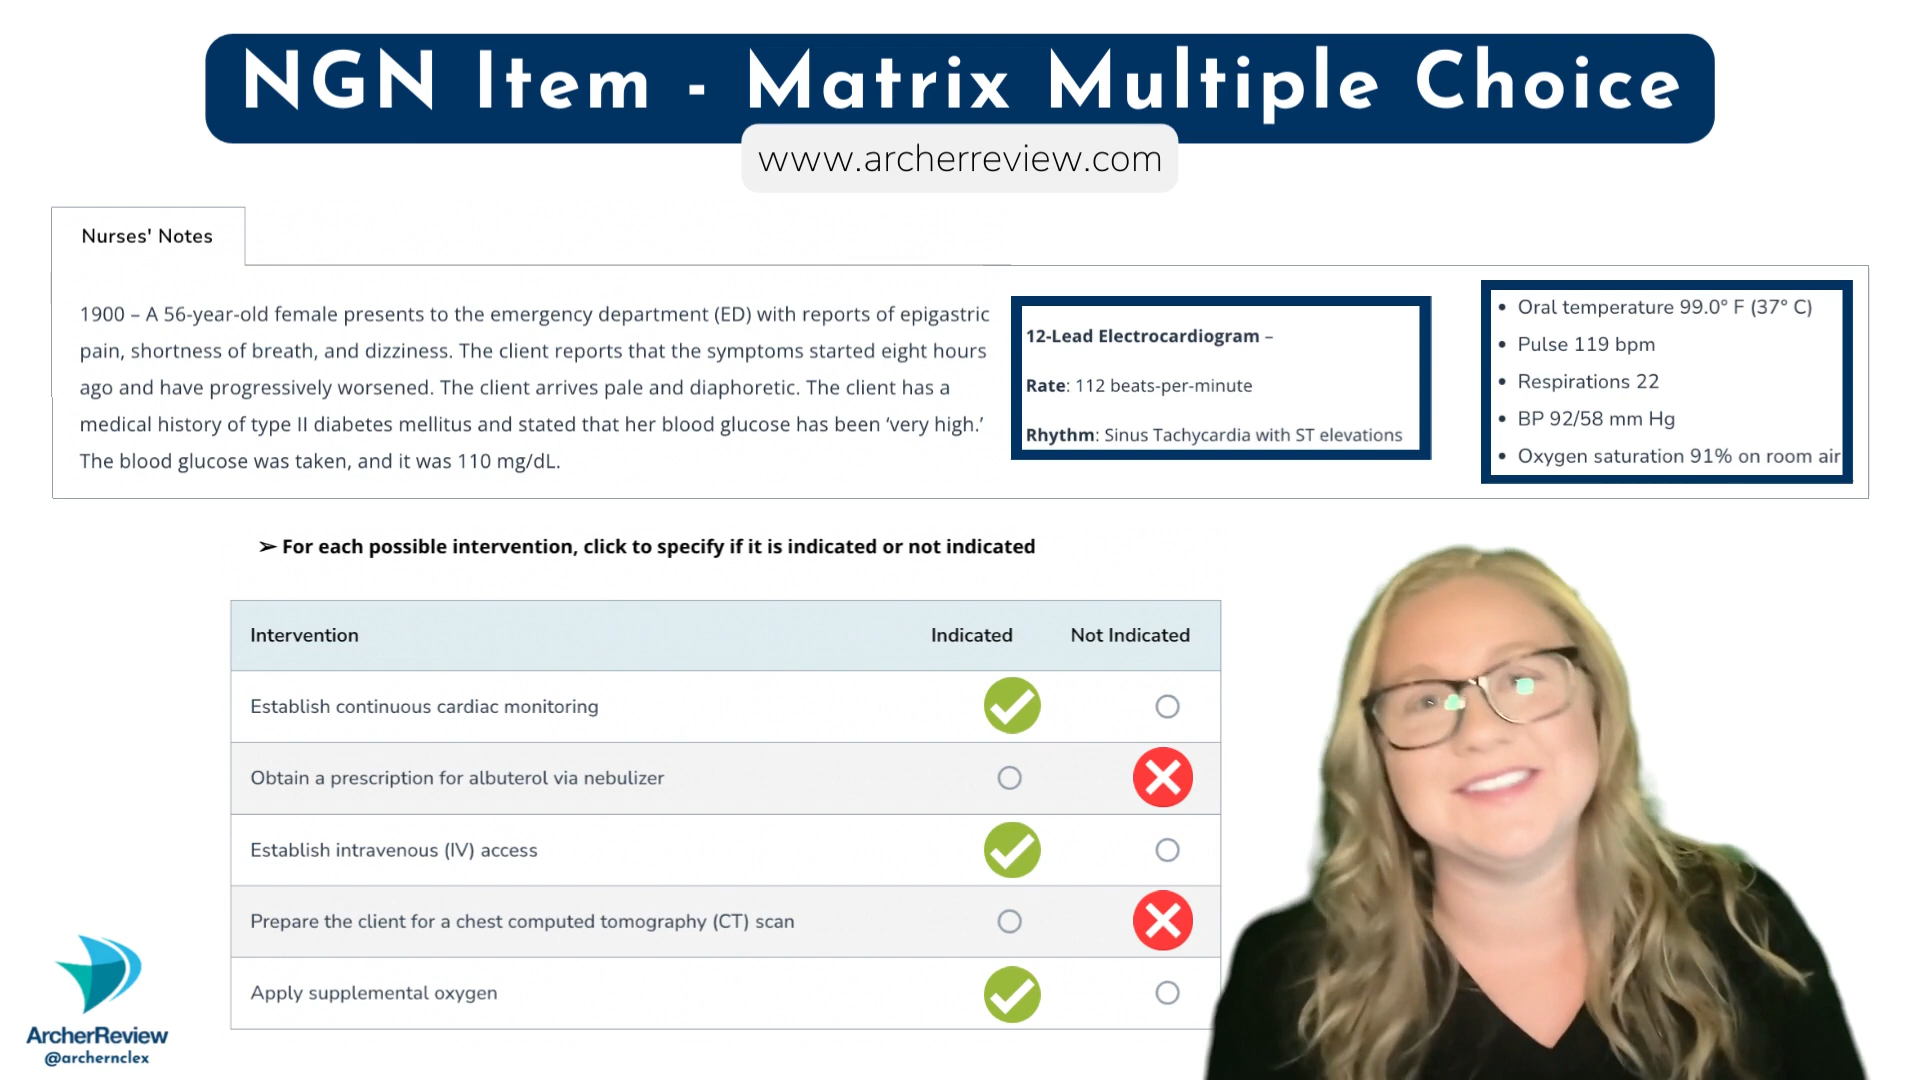 NGN Item - Matrix Multiple Choice
www.archerreview.com
Nurses' Notes
1900 – A 56-year-old female presents to the emergency department (ED) with reports of epigastric
pain, shortness of breath, and dizziness. The client reports that the symptoms started eight hours
ago and have progressively worsened. The client arrives pale and diaphoretic. The client has a
medical history of type II diabetes mellitus and stated that her blood glucose has been ‘very high.’
The blood glucose was taken, and it was 110 mg/dL.
12-Lead Electrocardiogram –
Rate: 112 beats-per-minute
Rhythm: Sinus Tachycardia with ST elevations
• Oral temperature 99.0° F (37° C)
• Pulse 119 bpm
• Respirations 22
• BP 92/58 mm Hg
• Oxygen saturation 91% on room air
➢ For each possible intervention, click to specify if it is indicated or not indicated
Intervention Indicated Not Indicated
Establish continuous cardiac monitoring
Obtain a prescription for albuterol via nebulizer
Establish intravenous (IV) access
Prepare the client for a chest computed tomography (CT) scan
Apply supplemental oxygen
ArcherReview
@archernclex